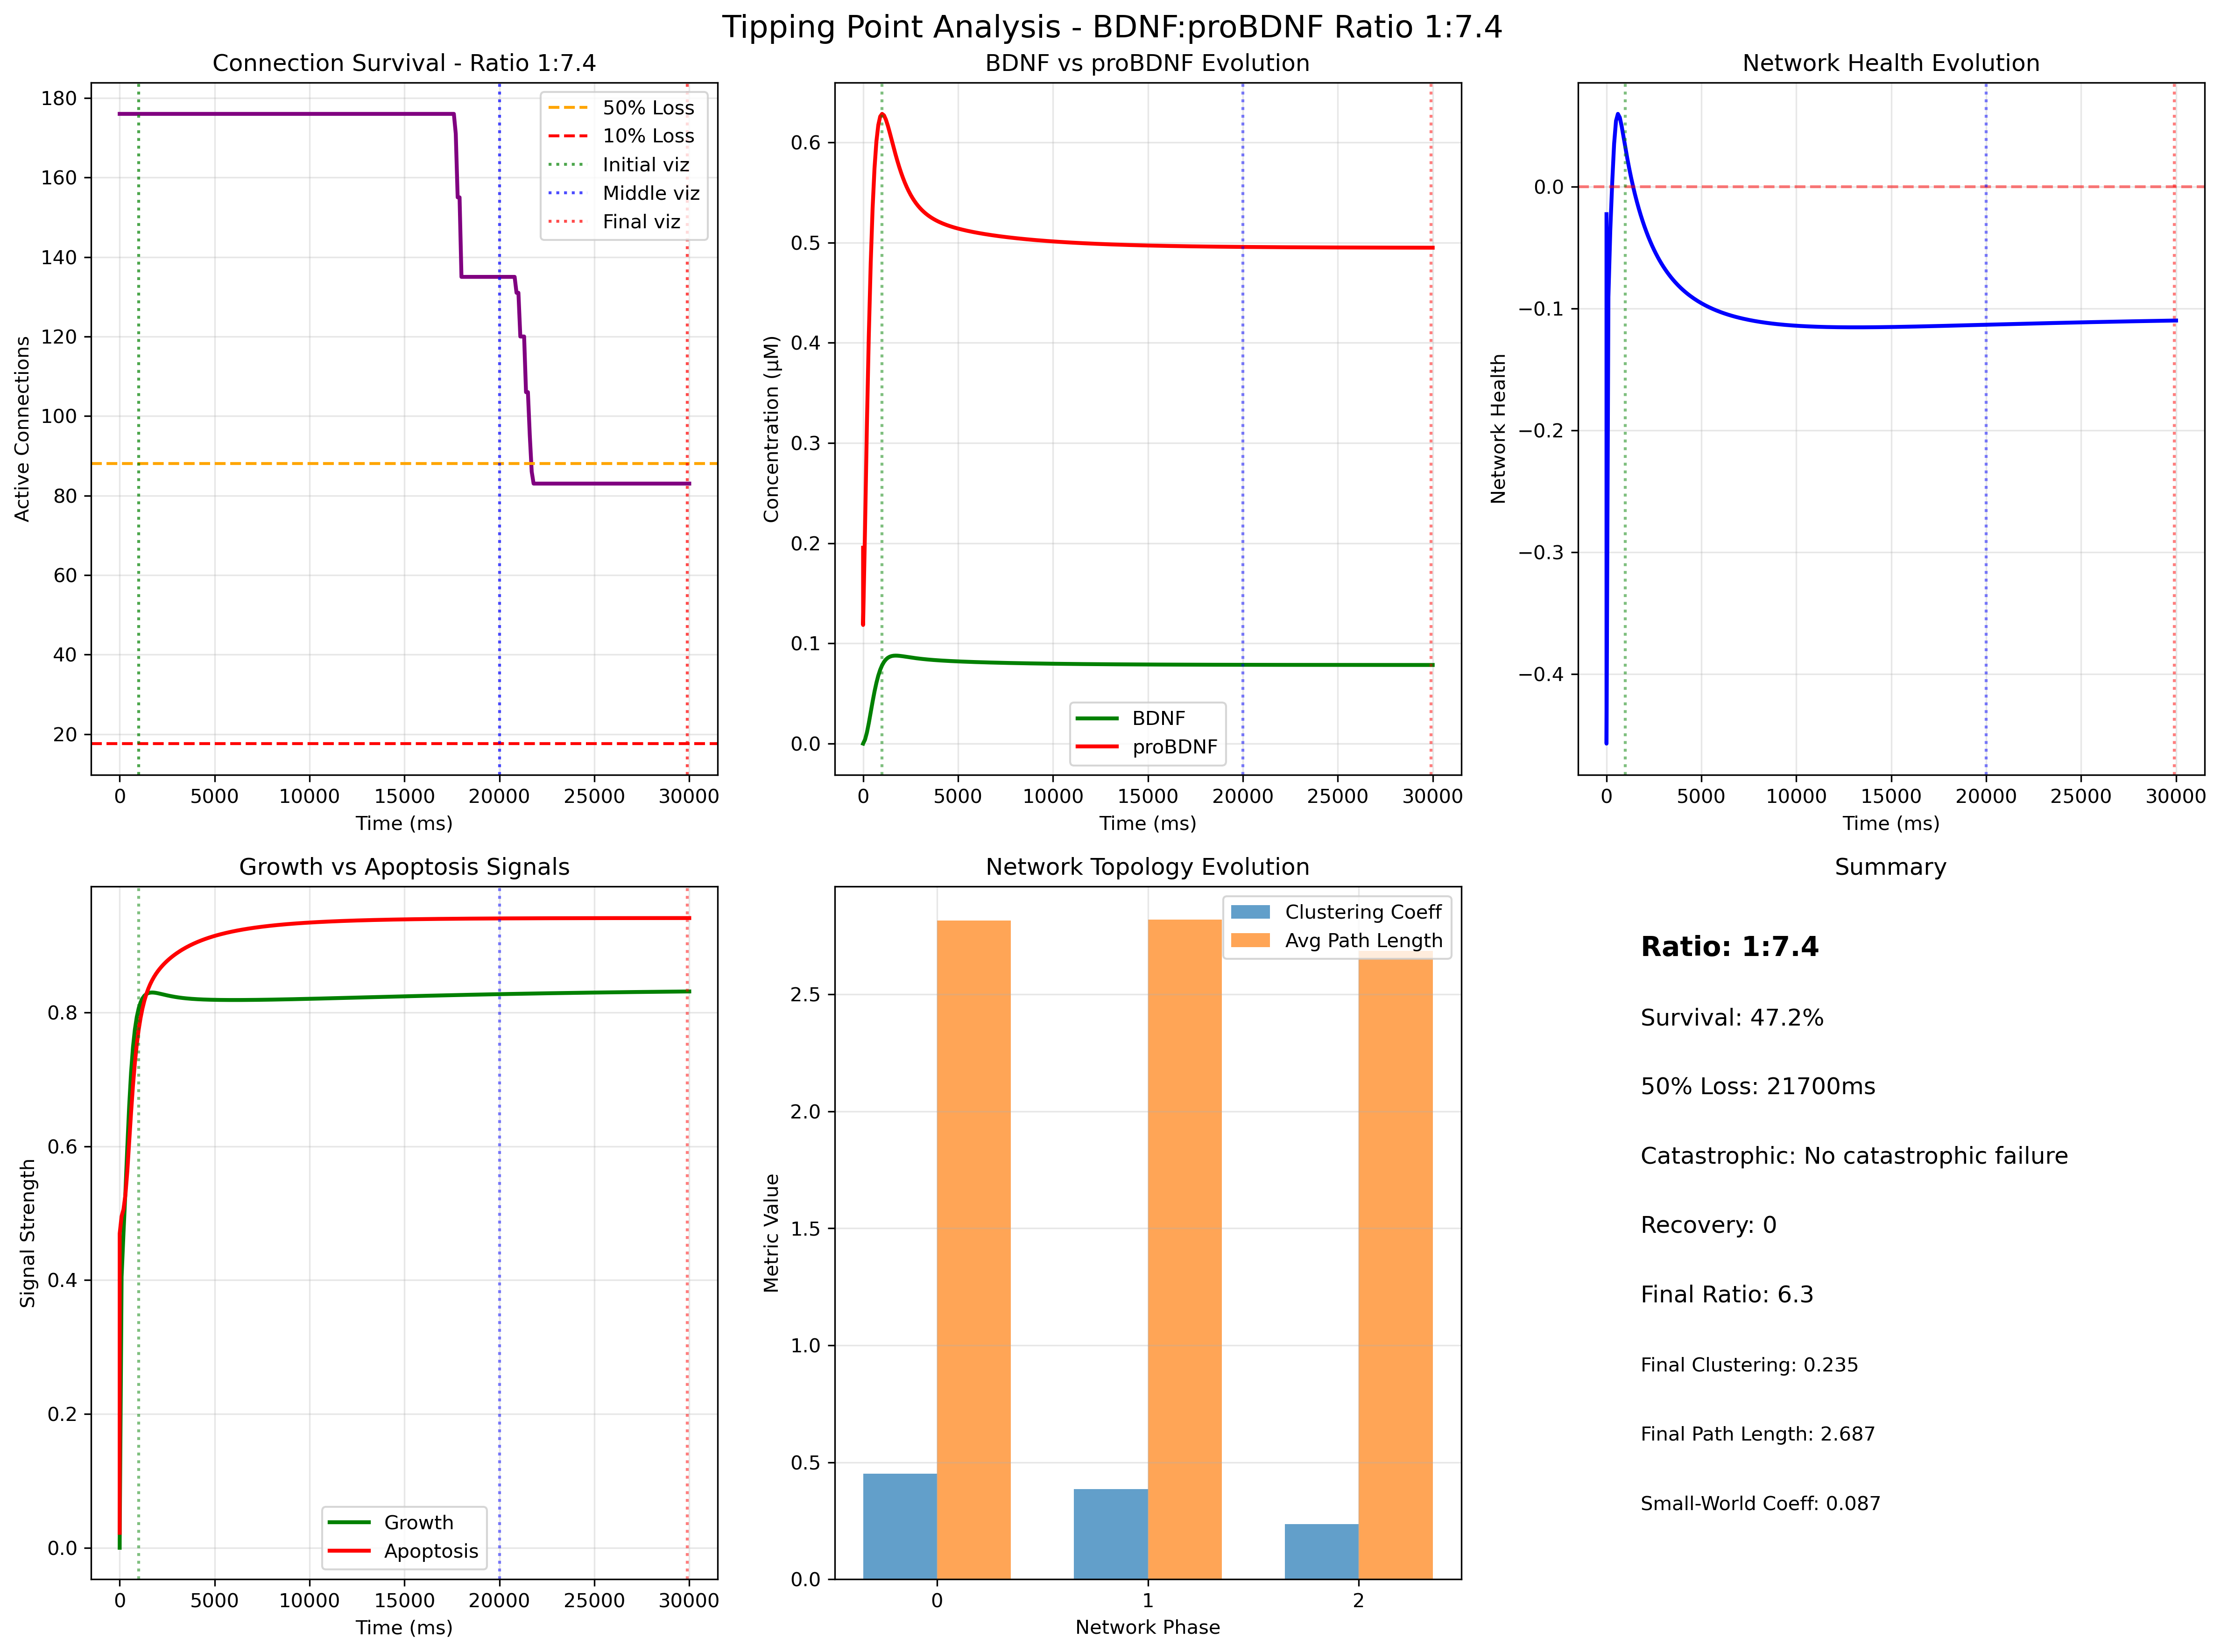 Tipping Point Analysis - BDNF:proBDNF Ratio 1:7.4
Connection Survival - Ratio 1:7.4
180
160
140
120
100
80
60
40
20
0
5000
10000
15000
20000
25000
30000
Active Connections
Time (ms)
50% Loss
10% Loss
Initial viz
Middle viz
Final viz
BDNF vs proBDNF Evolution
0.6
0.5
0.4
0.3
0.2
0.1
0.0
0
5000
10000
15000
20000
25000
30000
Concentration (μM)
Time (ms)
BDNF
proBDNF
Network Health Evolution
0.0
−0.1
−0.2
−0.3
−0.4
0
5000
10000
15000
20000
25000
30000
Network Health
Time (ms)
Growth vs Apoptosis Signals
0.8
0.6
0.4
0.2
0.0
0
5000
10000
15000
20000
25000
30000
Signal Strength
Time (ms)
Growth
Apoptosis
Network Topology Evolution
2.5
2.0
1.5
1.0
0.5
0.0
0
1
2
Metric Value
Network Phase
Clustering Coeff
Avg Path Length
Summary
Ratio: 1:7.4
Survival: 47.2%
50% Loss: 21700ms
Catastrophic: No catastrophic failure
Recovery: 0
Final Ratio: 6.3
Final Clustering: 0.235
Final Path Length: 2.687
Small-World Coeff: 0.087